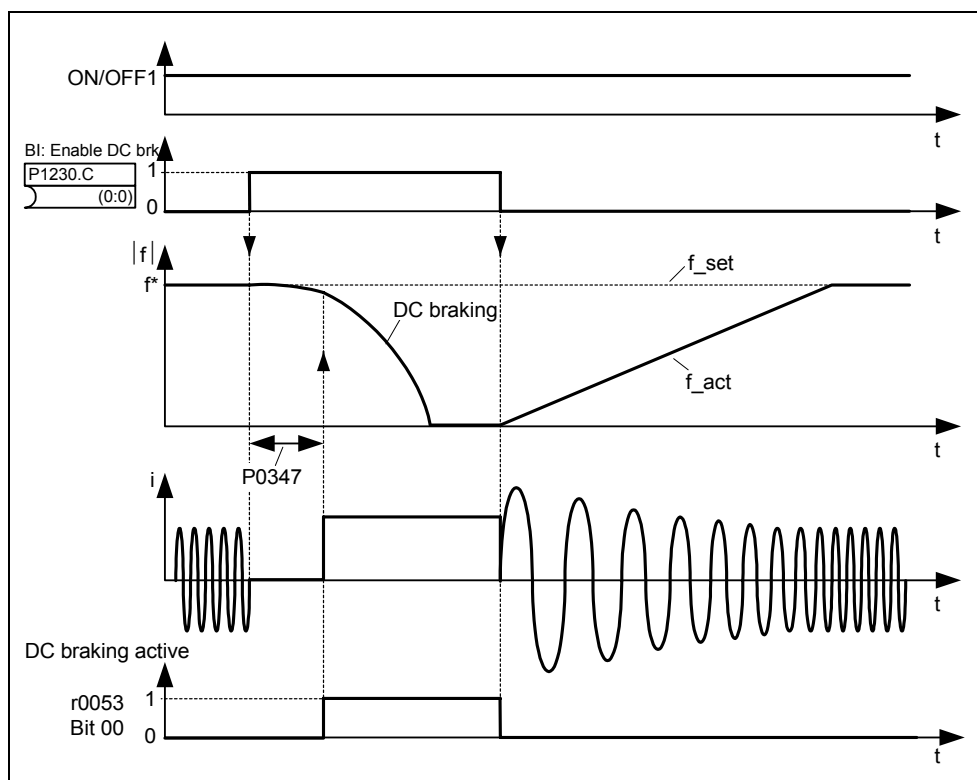 ON/OFF1
t
BI: Enable DC brk
P1230.C
(0:0)
1
0
t
|f|
f*
f_set
DC braking
f_act
t
P0347
i
t
DC braking active
r0053
Bit 00
1
0
t